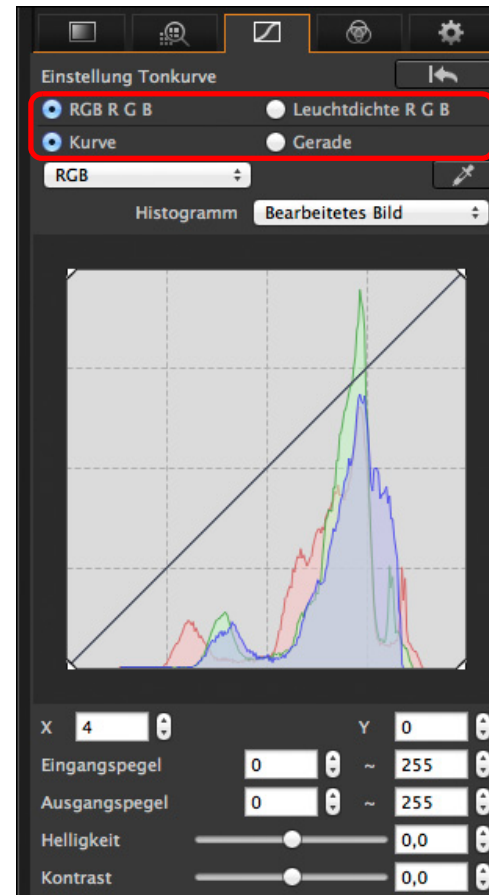 Einstellung Tonkurve
RGB R G B Leuchtdichte R G B
Kurve Gerade
RGB
Histogramm Bearbeitetes Bild
X 4 Y 0
Eingangspegel 0 ~ 255
Ausgangspegel 0 ~ 255
Helligkeit 0,0
Kontrast 0,0